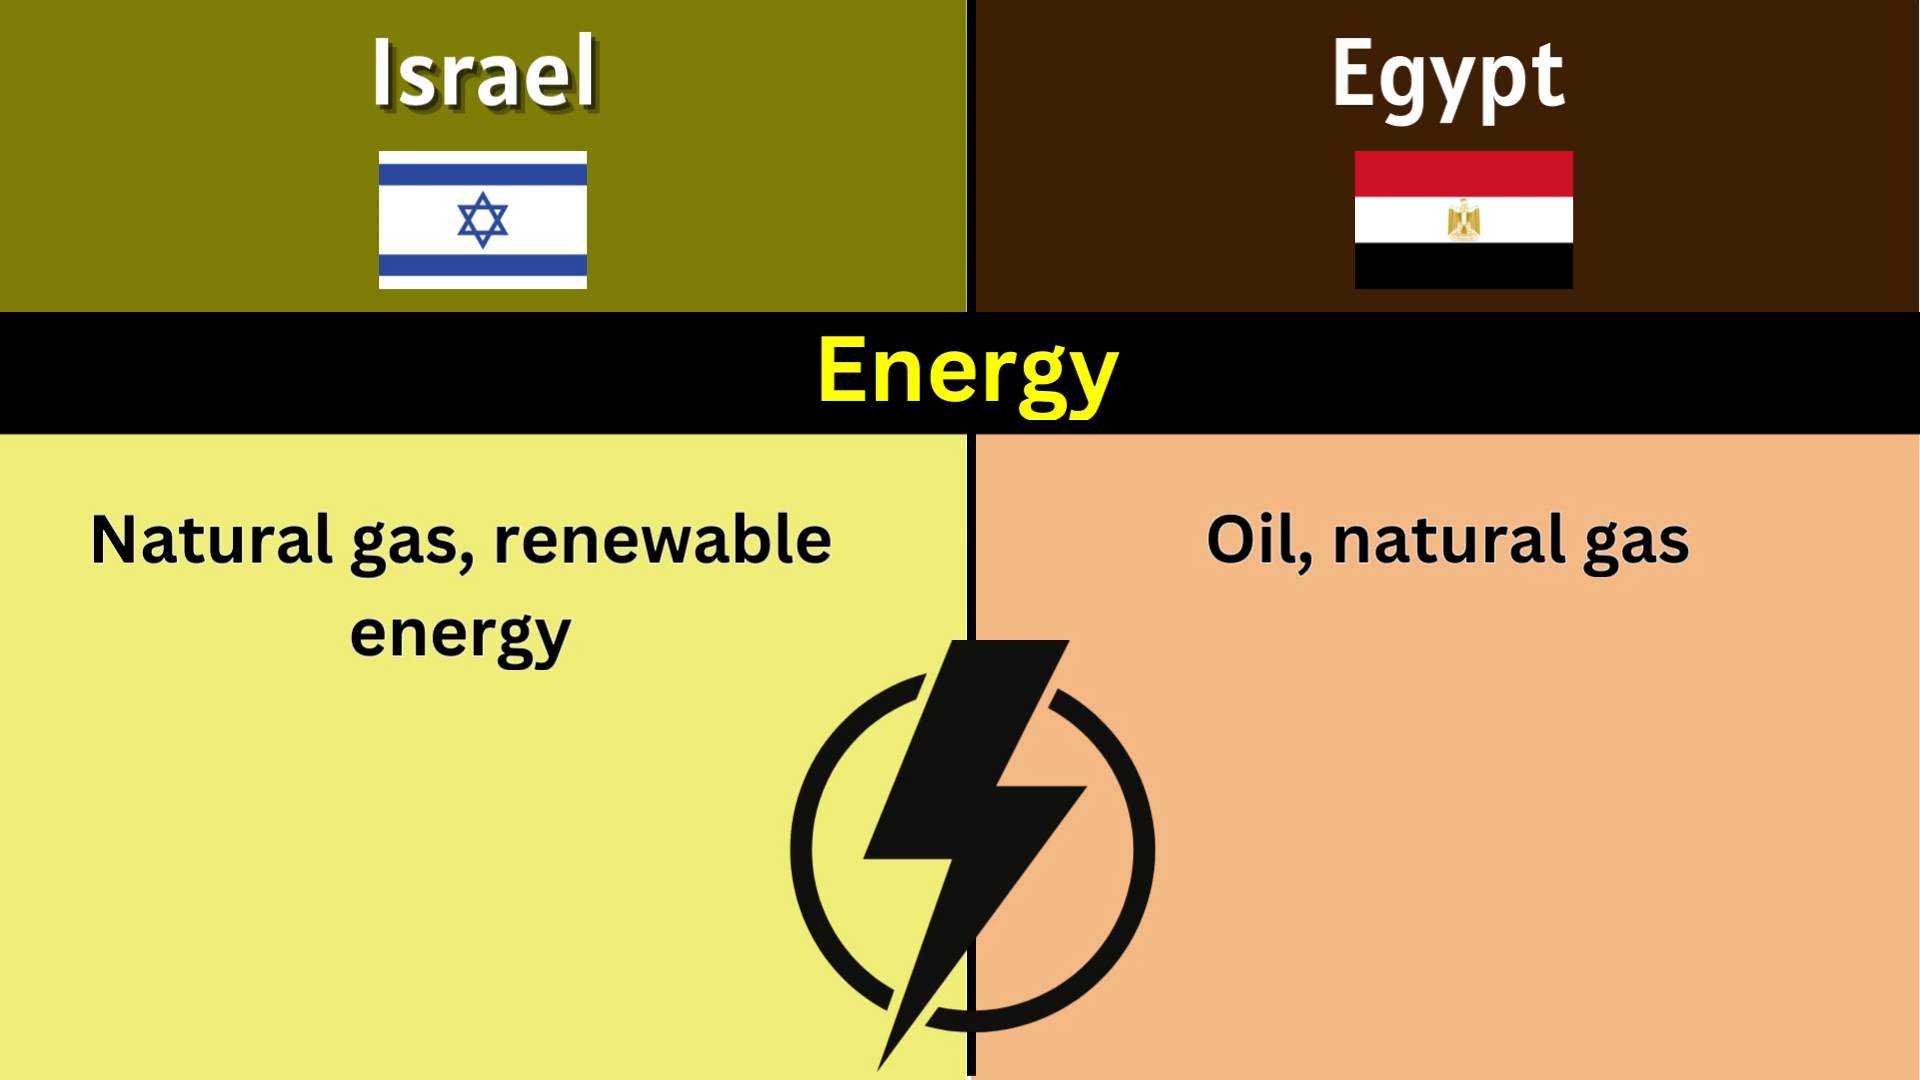 Israel
Egypt
Energy
Natural gas, renewable
energy
Oil, natural gas